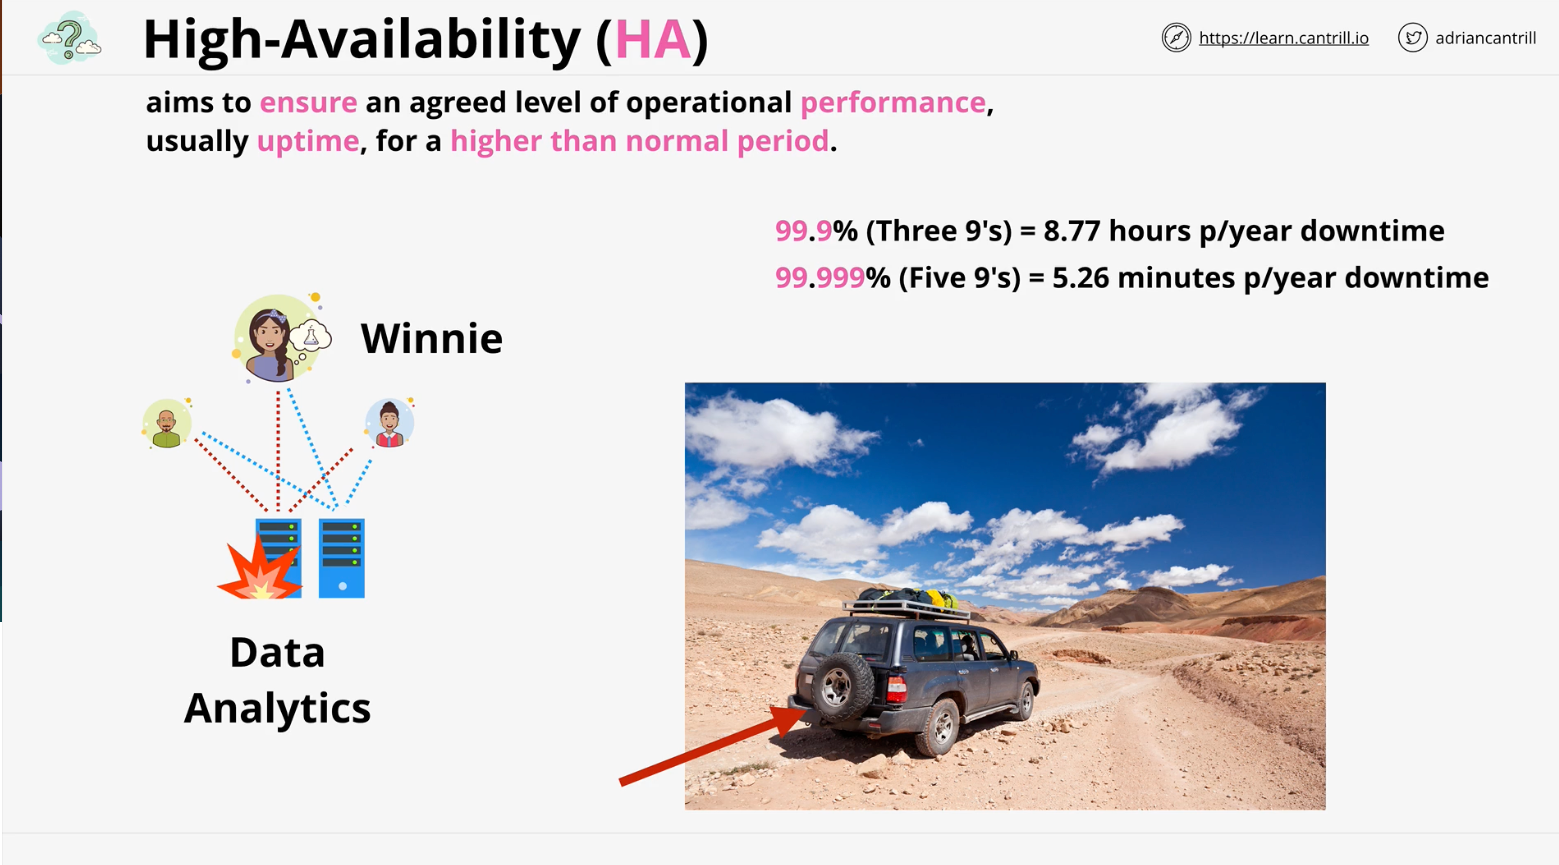 High-Availability (HA)
https://learn.cantrill.io
adriancantrill
aims to ensure an agreed level of operational performance,
usually uptime, for a higher than normal period.
99.9% (Three 9's) = 8.77 hours p/year downtime
99.999% (Five 9's) = 5.26 minutes p/year downtime
Winnie
Data
Analytics